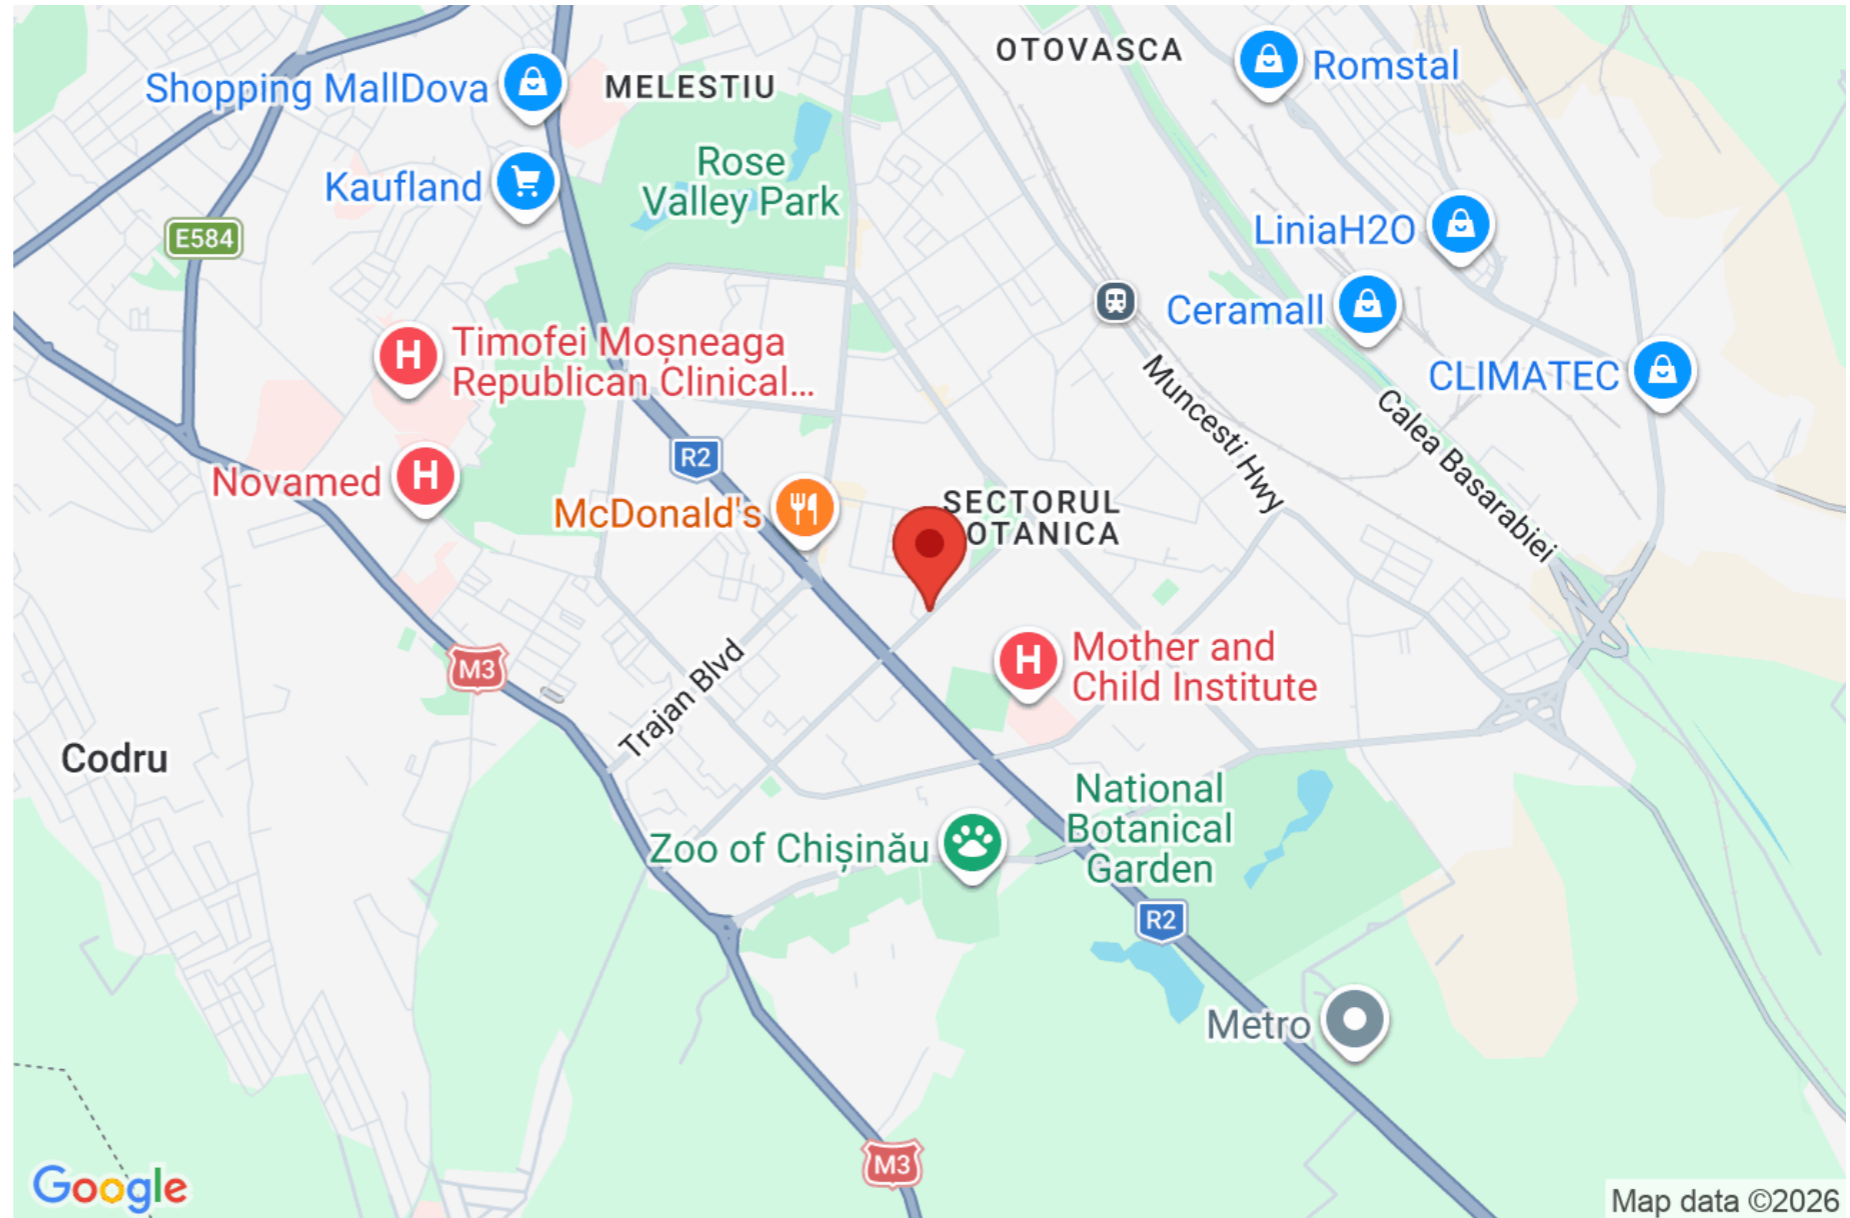 OTOVASCA
Romstal
Shopping MallDova
MELESTIU
Rose
Valley Park
Kaufland
E584
LiniaH2O
Ceramall
Timofei Moșneaga
Republican Clinical...
CLIMATEC
Muncesti Hwy
Calea Basarabiei
R2
Novamed
McDonald's
SECTORUL
OTANICA
Mother and
Child Institute
M3
Trajan Blvd
Codru
National
Botanical
Garden
Zoo of Chișinău
R2
Metro
M3
Google
Map data ©2026